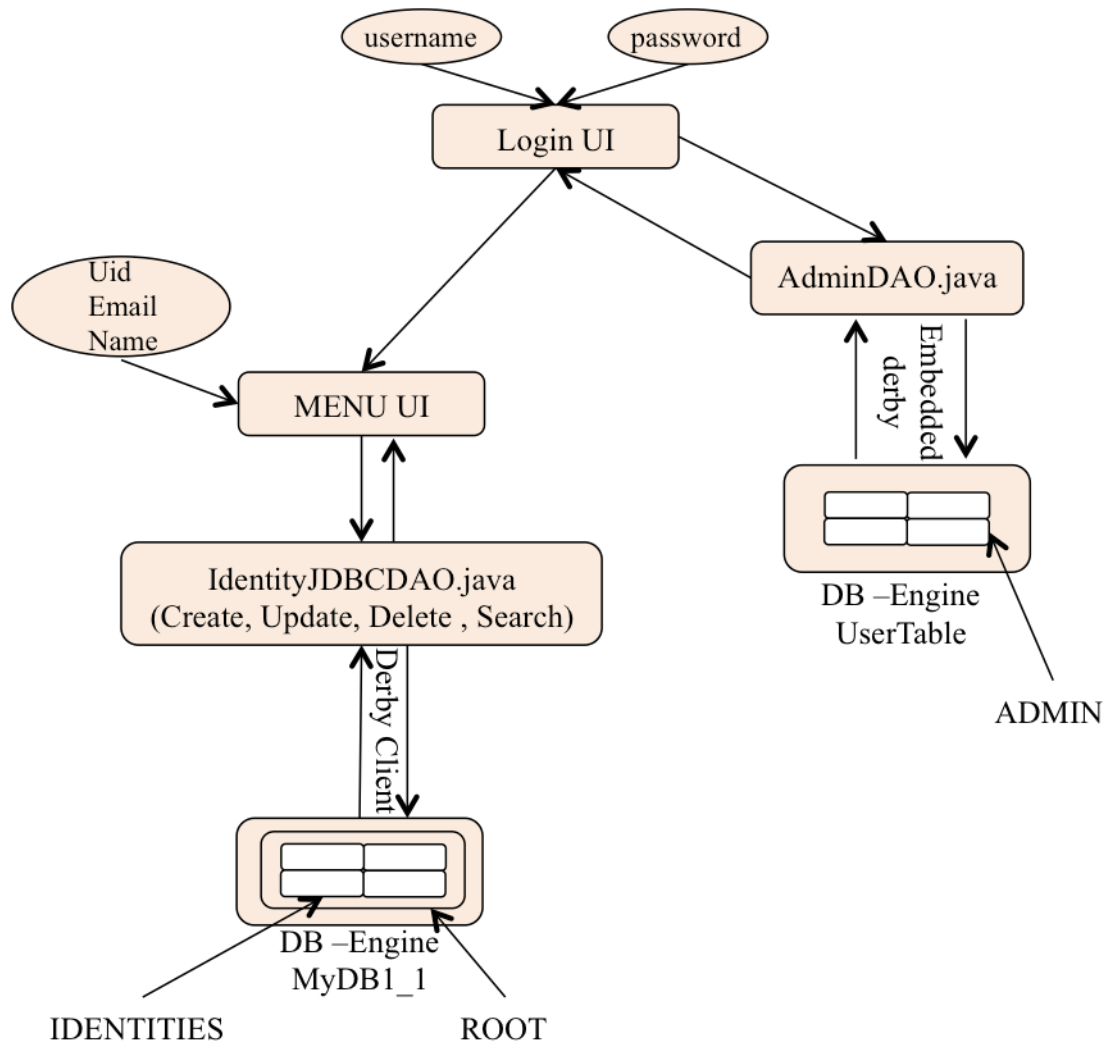 username
password
Login UI
AdminDAO.java
Uid
Email
Name
MENU UI
Embedded
derby
IdentityJDBCDAO.java
(Create, Update, Delete , Search)
DB –Engine
UserTable
ADMIN
Derby Client
DB –Engine
MyDB1_1
IDENTITIES
ROOT